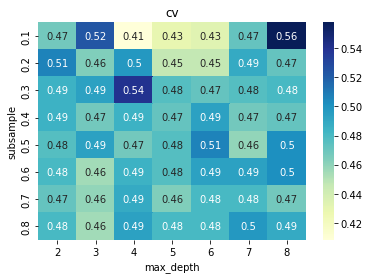 cv
0.1 0.47 0.52 0.41 0.43 0.43 0.47 0.56
0.2 0.51 0.46 0.5 0.45 0.45 0.49 0.47
0.3 0.49 0.49 0.54 0.48 0.47 0.48 0.48
0.4 0.49 0.47 0.49 0.47 0.49 0.47 0.47
0.5 0.48 0.49 0.47 0.48 0.51 0.46 0.5
0.6 0.48 0.46 0.49 0.48 0.49 0.49 0.5
0.7 0.47 0.46 0.49 0.46 0.48 0.48 0.47
0.8 0.48 0.46 0.49 0.48 0.48 0.5 0.49
2 3 4 5 6 7 8
max_depth
subsample
0.54
0.52
0.50
0.48
0.46
0.44
0.42